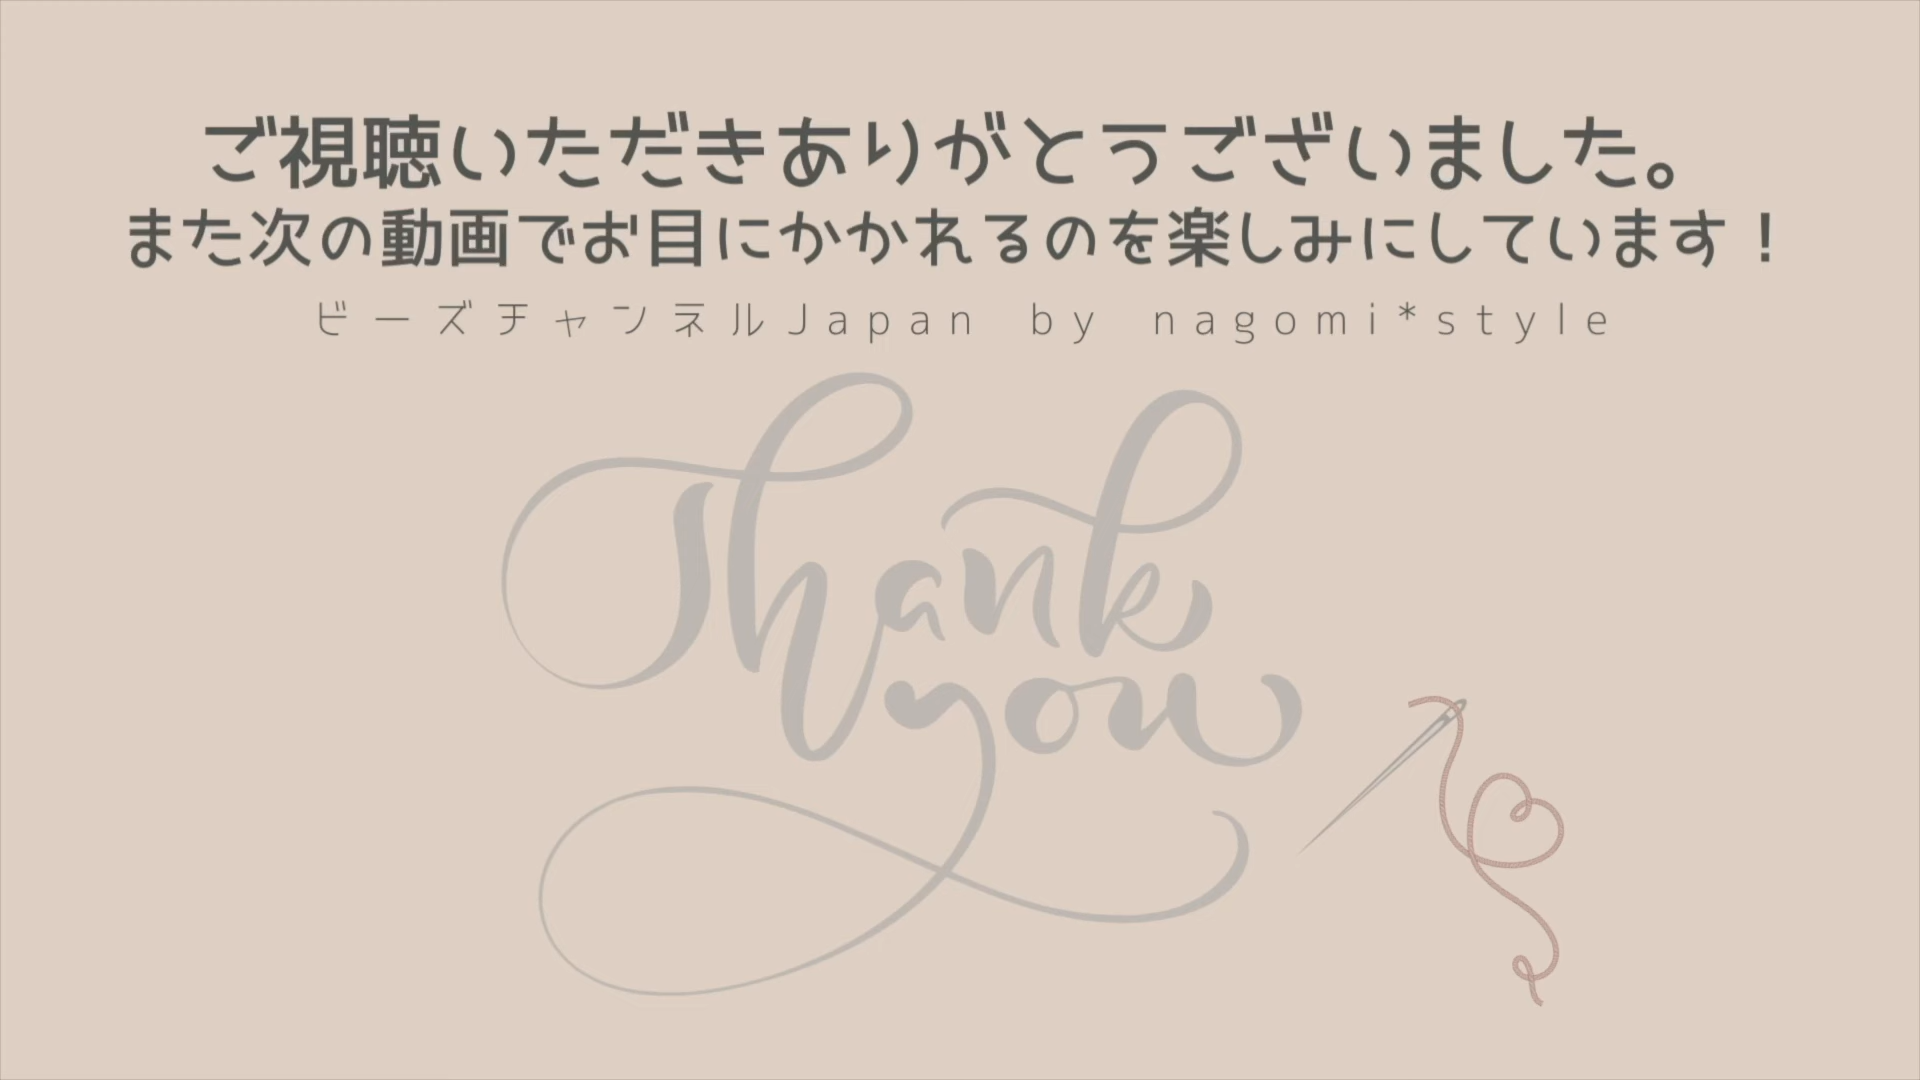 ご視聴いただきありがとうございました。
また次の動画でお目にかかれるのを楽しみにしています！
ビーズチャンネルJapan by nagomi*style
Thank
you